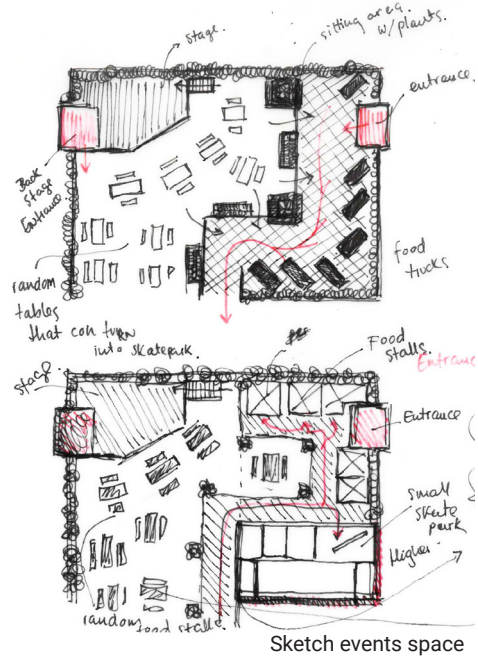 stage.
sitting area
w/ plants.
entrance.
Back
stage
Entrance
food
trucks
random
tables
that can turn
into skatepark.
stage.
Food
stalls.
Entrance
Entrance
small
skate
park
Higher
random
food stalls
Sketch events space